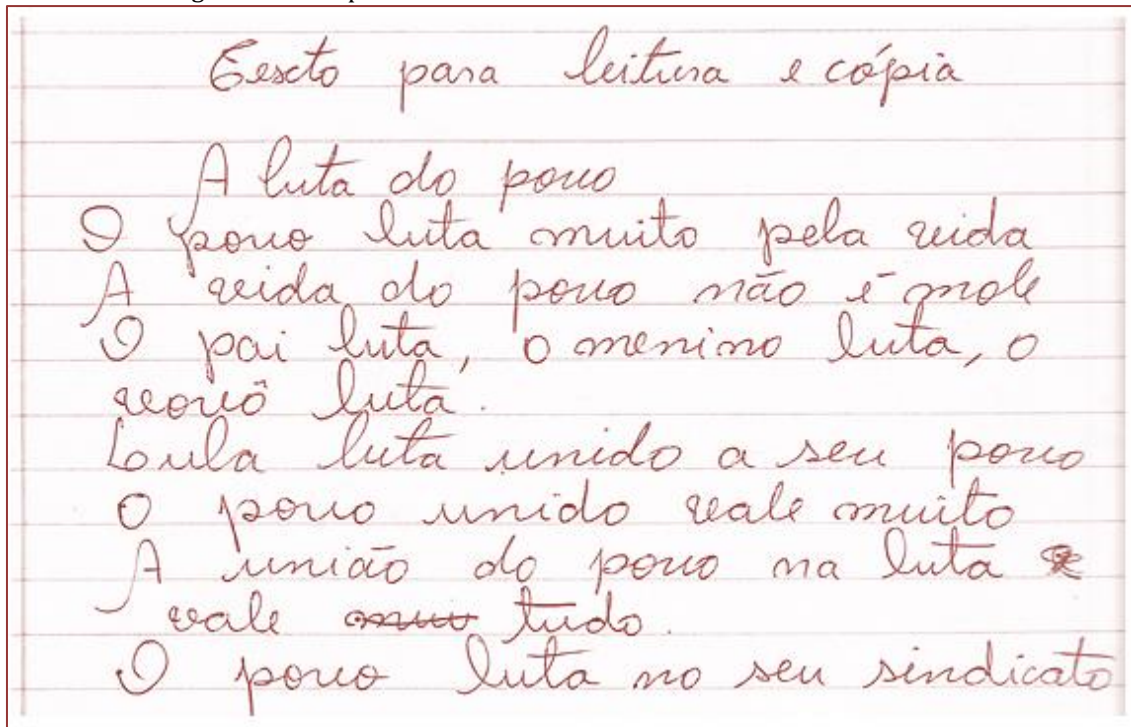 Texto para leitura e cópia
A luta do povo
O povo luta muito pela vida
A vida do povo não é mole
O pai luta, o menino luta, o
vovô luta.
Lula luta unido a seu povo
O povo unido vale muito
A união do povo na luta
vale tudo.
O povo luta no seu sindicato